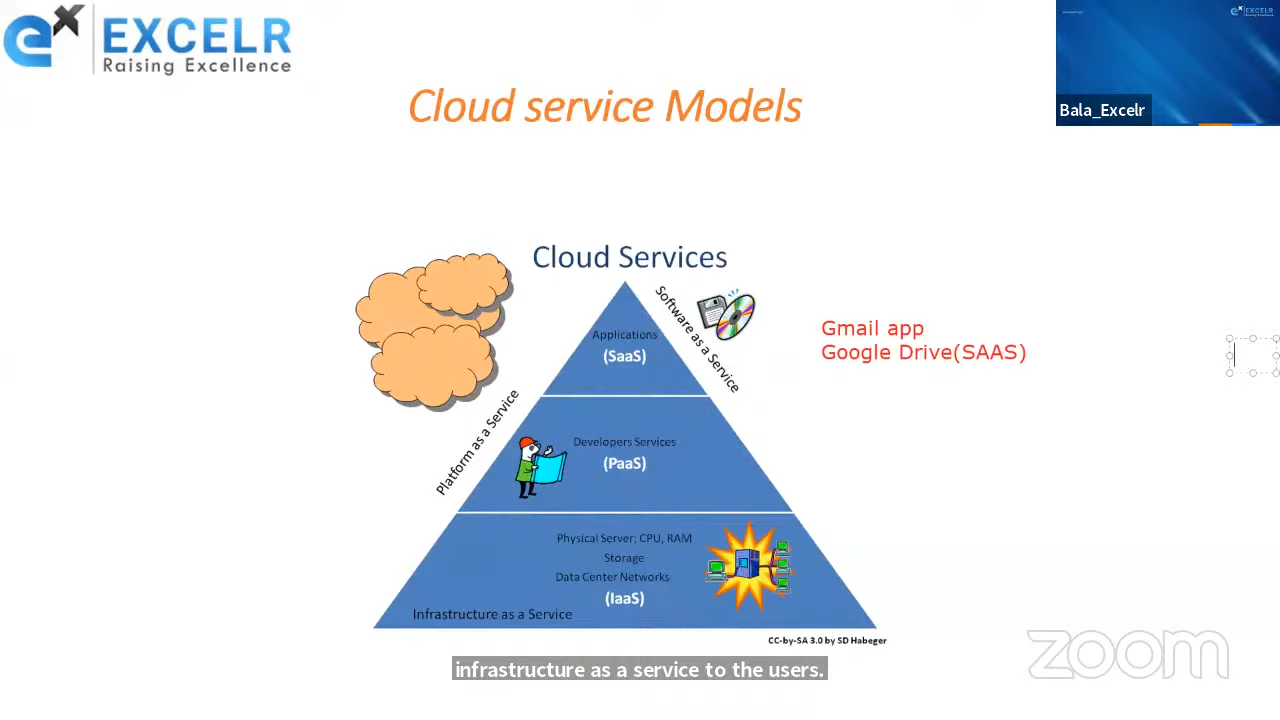 EXCELR
Raising Excellence
EXCELR
Bala_Excelr
Cloud service Models
Cloud Services
Software as a Service
Applications
(SaaS)
Gmail app
Google Drive(SAAS)
Platform as a Service
Developers Services
(PaaS)
Physical Server; CPU, RAM
Storage
Data Center Networks
(IaaS)
Infrastructure as a Service
CC-by-SA 3.0 by SD Habeger
zoom
infrastructure as a service to the users.